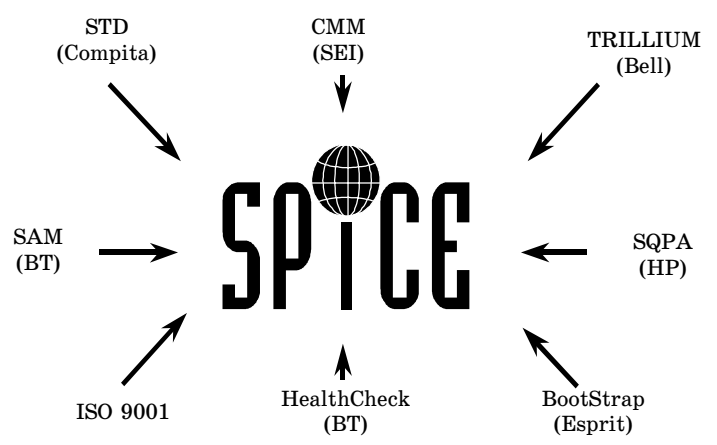 STD
(Compita)
CMM
(SEI)
TRILLIUM
(Bell)
SPiCE
SAM
(BT)
SQPA
(HP)
ISO 9001
HealthCheck
(BT)
BootStrap
(Esprit)